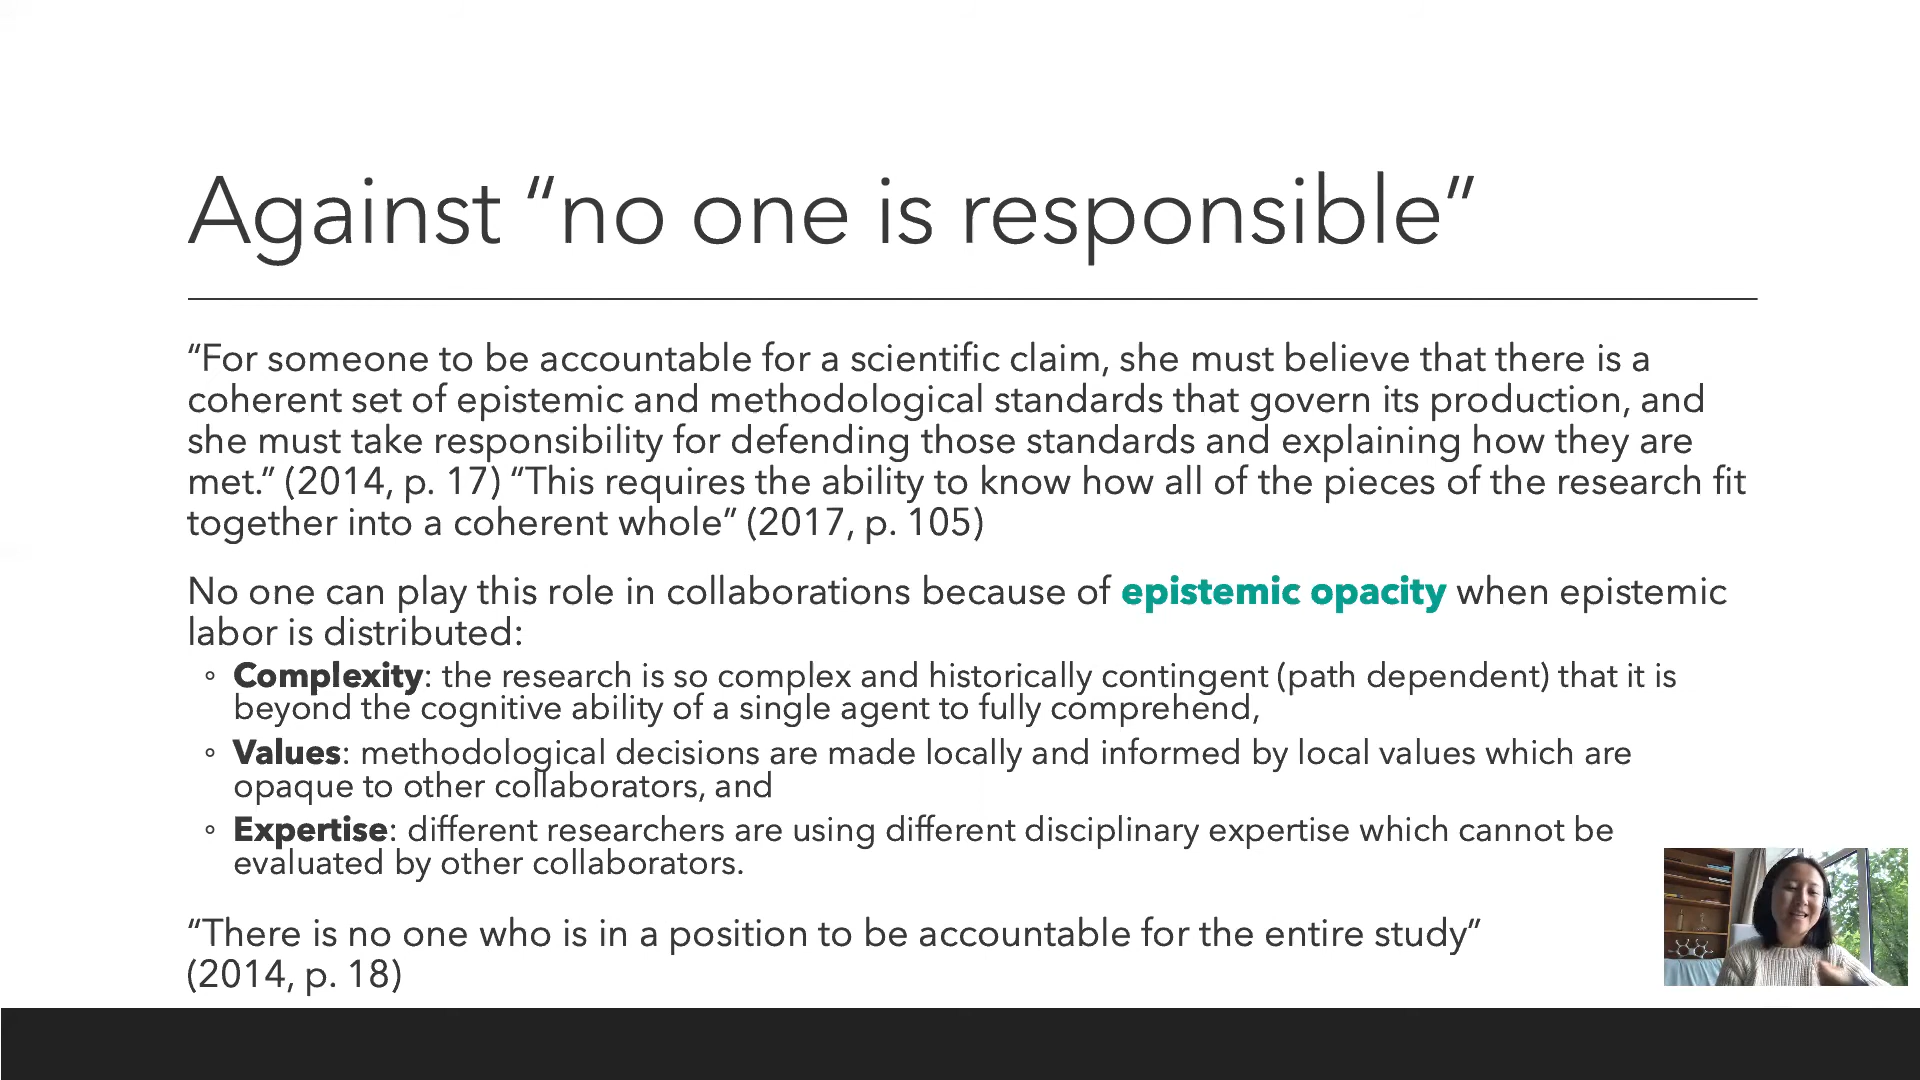 Against “no one is responsible”
“For someone to be accountable for a scientific claim, she must believe that there is a
coherent set of epistemic and methodological standards that govern its production, and
she must take responsibility for defending those standards and explaining how they are
met.” (2014, p. 17) “This requires the ability to know how all of the pieces of the research fit
together into a coherent whole” (2017, p. 105)
No one can play this role in collaborations because of epistemic opacity when epistemic
labor is distributed:
◦ Complexity: the research is so complex and historically contingent (path dependent) that it is
beyond the cognitive ability of a single agent to fully comprehend,
◦ Values: methodological decisions are made locally and informed by local values which are
opaque to other collaborators, and
◦ Expertise: different researchers are using different disciplinary expertise which cannot be
evaluated by other collaborators.
“There is no one who is in a position to be accountable for the entire study”
(2014, p. 18)